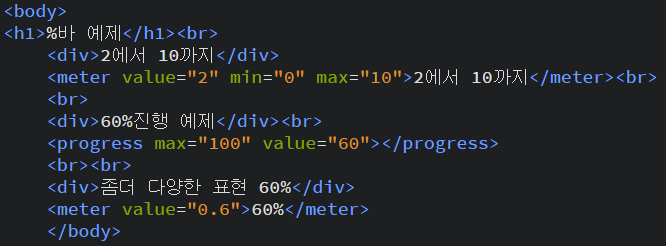 <body>
<h1>%바 예제</h1><br>
<div>2에서 10까지</div>
<meter value="2" min="0" max="10">2에서 10까지</meter><br>
<br>
<div>60%진행 예제</div><br>
<progress max="100" value="60"></progress>
<br><br>
<div>좀더 다양한 표현 60%</div>
<meter value="0.6">60%</meter>
</body>